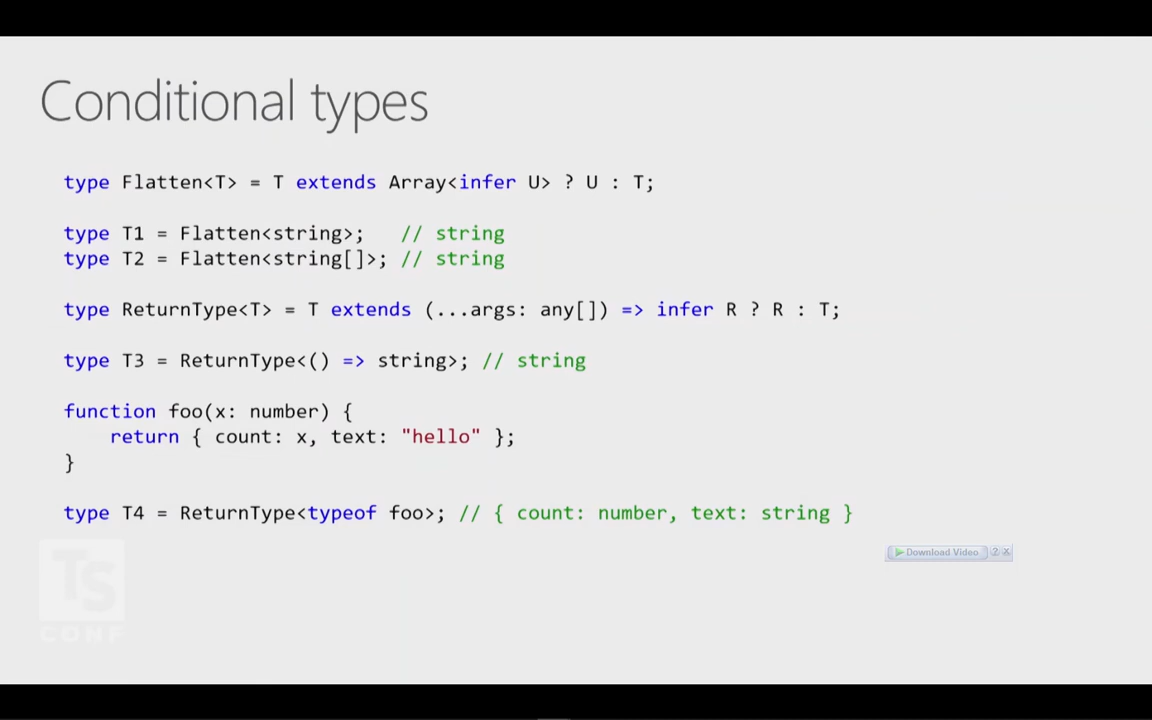 Conditional types
type Flatten<T> = T extends Array<infer U> ? U : T;
type T1 = Flatten<string>;   // string
type T2 = Flatten<string[]>; // string
type ReturnType<T> = T extends (...args: any[]) => infer R ? R : T;
type T3 = ReturnType<() => string>; // string
function foo(x: number) {
    return { count: x, text: "hello" };
}
type T4 = ReturnType<typeof foo>; // { count: number, text: string }
Download Video ? X
TS
CONF